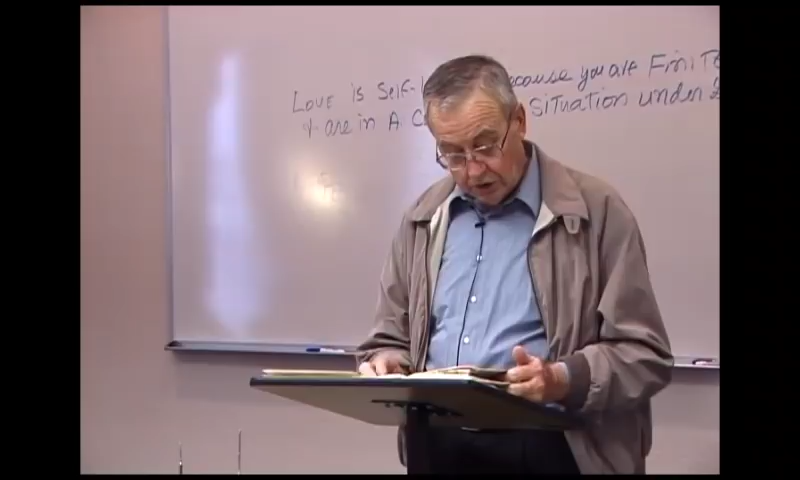 LOVE is Self- because you are FINITE
& are in A SITUATION under